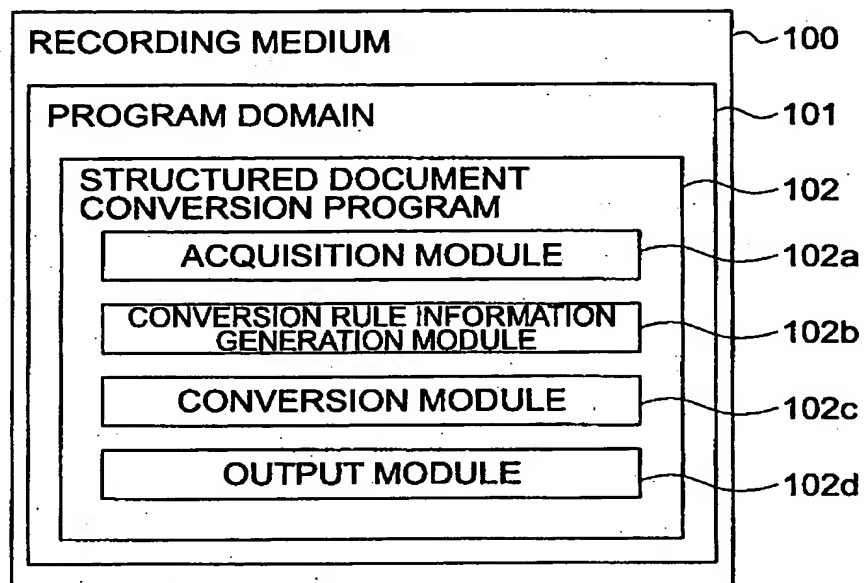 RECORDING MEDIUM
100
PROGRAM DOMAIN
101
STRUCTURED DOCUMENT
CONVERSION PROGRAM
102
ACQUISITION MODULE
102a
CONVERSION RULE INFORMATION
GENERATION MODULE
102b
CONVERSION MODULE
102c
OUTPUT MODULE
102d